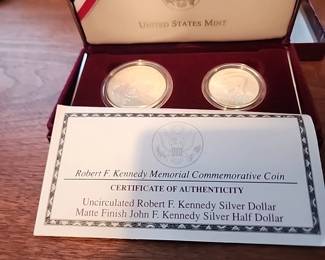 UNITED STATES MINT
Robert F. Kennedy Memorial Commemorative Coin
CERTIFICATE OF AUTHENTICITY
Uncirculated Robert F. Kennedy Silver Dollar
Matte Finish John F. Kennedy Silver Half Dollar